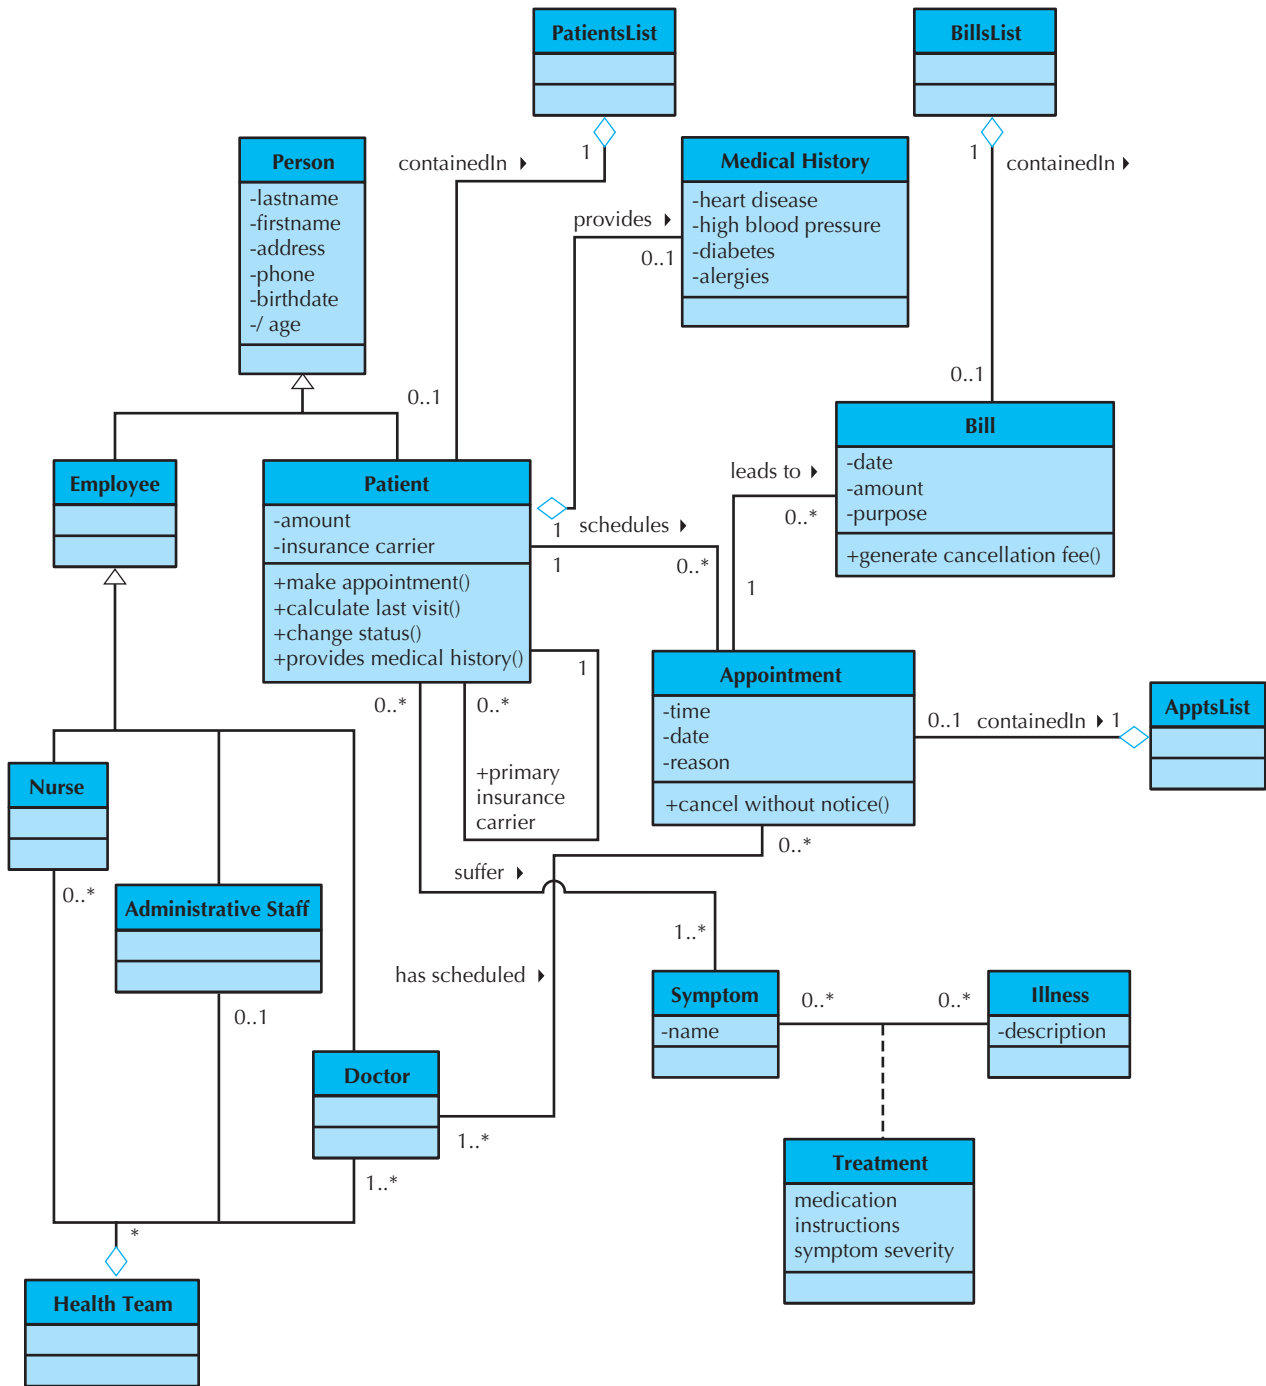 PatientsList
BillsList
Person
-lastname
-firstname
-address
-phone
-birthdate
-/ age
containedIn
1
Medical History
-heart disease
-high blood pressure
-diabetes
-alergies
provides
0..1
1
containedIn
0..1
0..1
Bill
-date
-amount
-purpose
+generate cancellation fee()
leads to
0..*
1
Employee
Patient
-amount
-insurance carrier
+make appointment()
+calculate last visit()
+change status()
+provides medical history()
1
schedules
1
0..*
1
0..*
0..*
+primary
insurance
carrier
Appointment
-time
-date
-reason
+cancel without notice()
0..1
containedIn
1
ApptsList
0..*
Nurse
0..*
Administrative Staff
0..1
suffer
1..*
has scheduled
Doctor
1..*
1..*
Symptom
-name
0..*
0..*
Illness
-description
Treatment
medication
instructions
symptom severity
*
Health Team